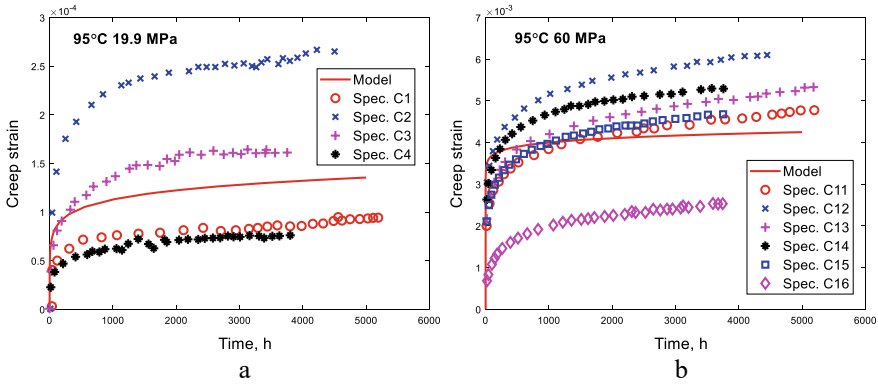 ×10⁻⁴
3
2.5
2
1.5
1
0.5
0
0 1000 2000 3000 4000 5000 6000
Creep strain
Time, h
95°C 19.9 MPa
Model
Spec. C1
Spec. C2
Spec. C3
Spec. C4
a
×10⁻³
7
6
5
4
3
2
1
0
0 1000 2000 3000 4000 5000 6000
Creep strain
Time, h
95°C 60 MPa
Model
Spec. C11
Spec. C12
Spec. C13
Spec. C14
Spec. C15
Spec. C16
b